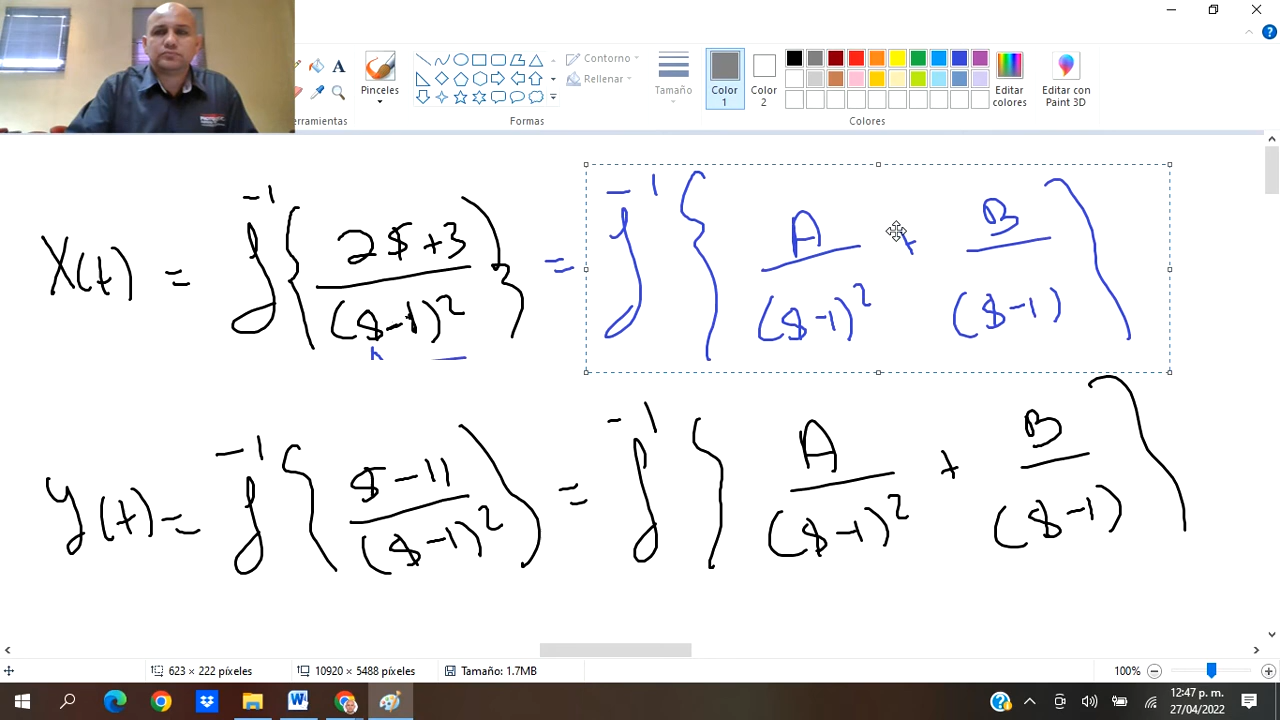 Contorno
Rellenar
Pinceles
Tamaño
Color 1
Color 2
Editar colores
Editar con Paint 3D
erramientas
Formas
Colores
X(t) = ℒ⁻¹{ (2s+3)/(s-1)² } = ℒ⁻¹{ A/(s-1)² + B/(s-1) }
y(t) = ℒ⁻¹{ (s-11)/(s-1)² } = ℒ⁻¹{ A/(s-1)² + B/(s-1) }
623 × 222 píxeles
10920 × 5488 píxeles
Tamaño: 1.7MB
100%
12:47 p. m.
27/04/2022